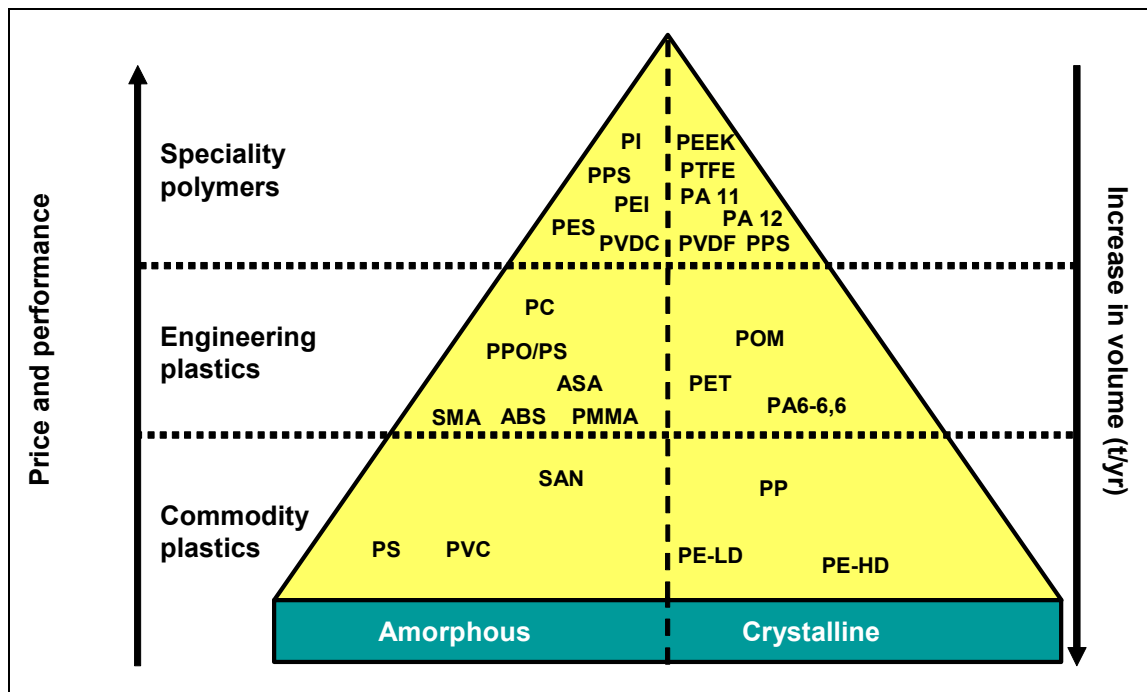 Price and performance
Speciality
polymers
PI
PEEK
PPS
PTFE
PEI
PA 11
PES
PA 12
PVDC
PVDF
PPS
Engineering
plastics
PC
POM
PPO/PS
ASA
PET
SMA
ABS
PMMA
PA6-6,6
Commodity
plastics
SAN
PP
PS
PVC
PE-LD
PE-HD
Amorphous
Crystalline
Increase in volume (t/yr)